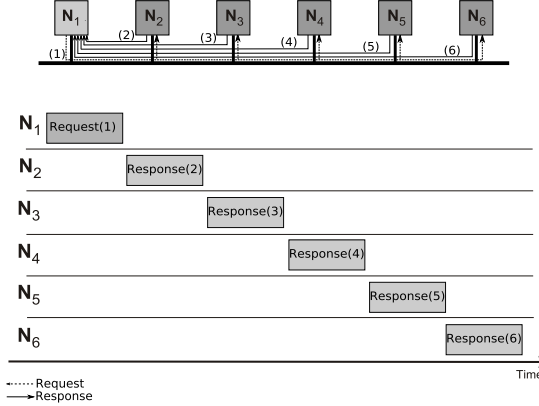 N1 N2 N3 N4 N5 N6
(1) (2) (3) (4) (5) (6)
N1 Request(1)
N2 Response(2)
N3 Response(3)
N4 Response(4)
N5 Response(5)
N6 Response(6)
Time
Request
Response